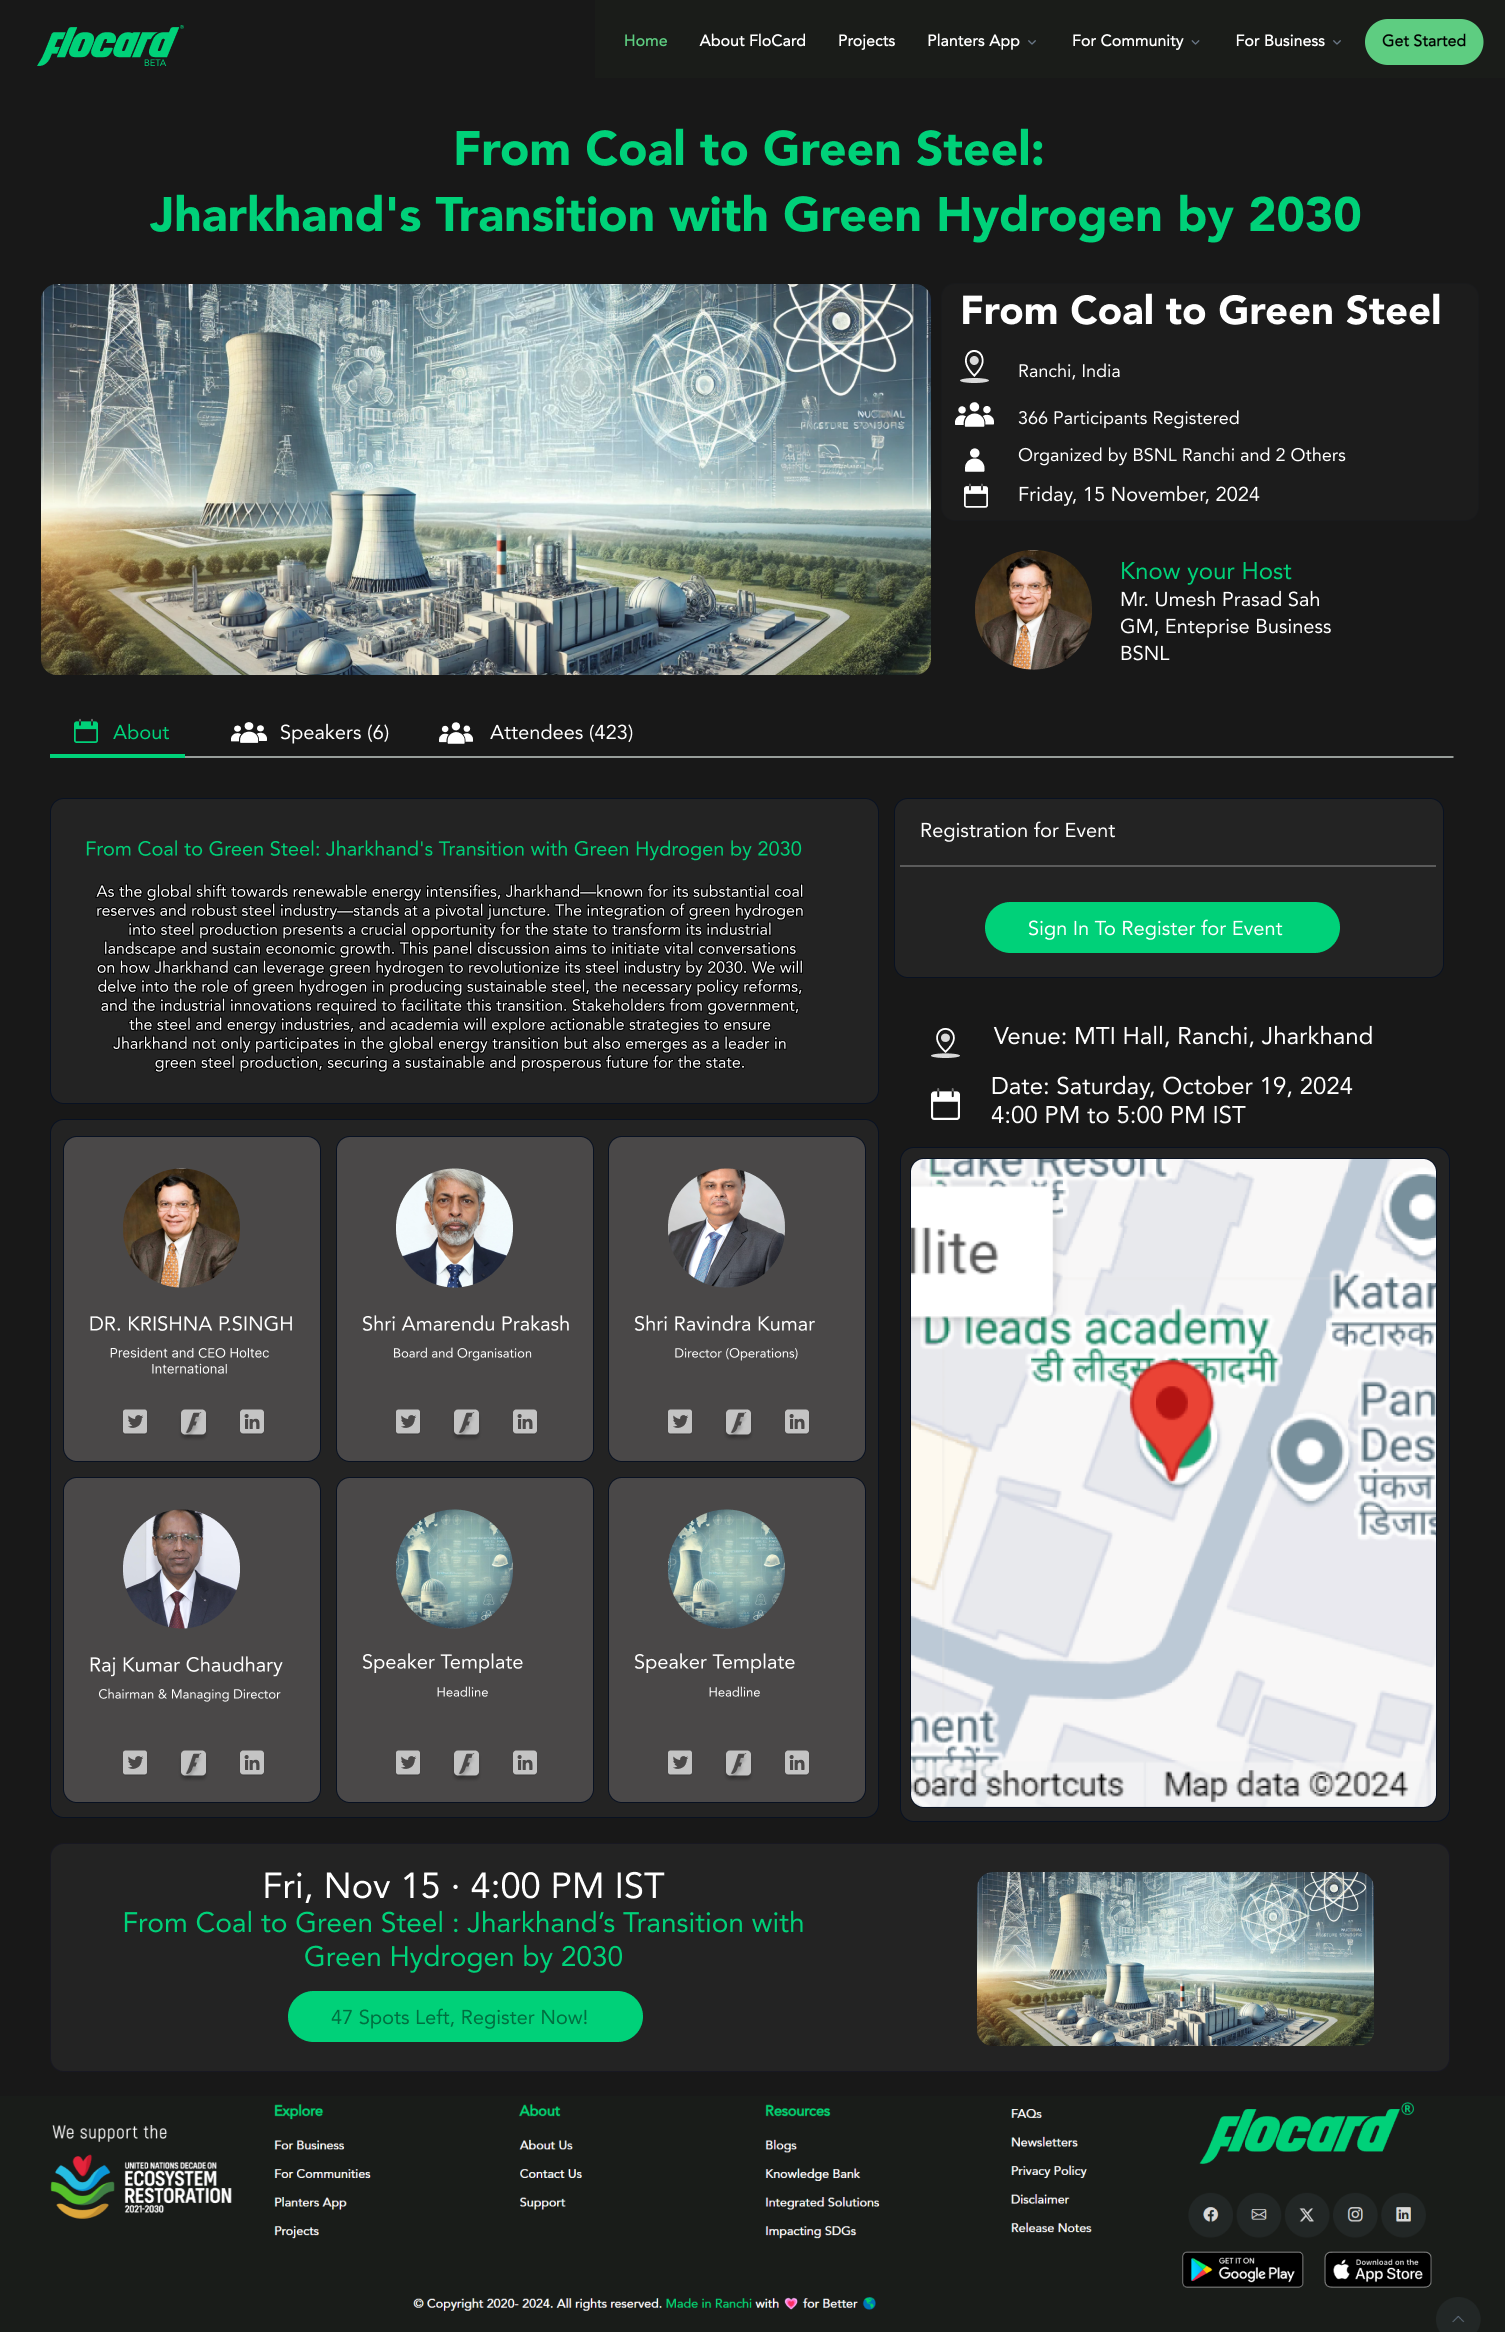 flocard
BETA
Home
About FloCard
Projects
Planters App
For Community
For Business
Get Started
From Coal to Green Steel:
Jharkhand's Transition with Green Hydrogen by 2030
From Coal to Green Steel
Ranchi, India
366 Participants Registered
Organized by BSNL Ranchi and 2 Others
Friday, 15 November, 2024
Know your Host
Mr. Umesh Prasad Sah
GM, Enteprise Business
BSNL
About
Speakers (6)
Attendees (423)
From Coal to Green Steel: Jharkhand's Transition with Green Hydrogen by 2030
As the global shift towards renewable energy intensifies, Jharkhand—known for its substantial coal
reserves and robust steel industry—stands at a pivotal juncture. The integration of green hydrogen
into steel production presents a crucial opportunity for the state to transform its industrial
landscape and sustain economic growth. This panel discussion aims to initiate vital conversations
on how Jharkhand can leverage green hydrogen to revolutionize its steel industry by 2030. We will
delve into the role of green hydrogen in producing sustainable steel, the necessary policy reforms,
and the industrial innovations required to facilitate this transition. Stakeholders from government,
the steel and energy industries, and academia will explore actionable strategies to ensure
Jharkhand not only participates in the global energy transition but also emerges as a leader in
green steel production, securing a sustainable and prosperous future for the state.
Registration for Event
Sign In To Register for Event
Venue: MTI Hall, Ranchi, Jharkhand
Date: Saturday, October 19, 2024
4:00 PM to 5:00 PM IST
DR. KRISHNA P.SINGH
President and CEO Holtec
International
Shri Amarendu Prakash
Board and Organisation
Shri Ravindra Kumar
Director (Operations)
Raj Kumar Chaudhary
Chairman & Managing Director
Speaker Template
Headline
Speaker Template
Headline
Lake Resort
llite
D leads academy
डी लीड्स अकादमी
Katar
कटारुक
Pan
Des
पंकज
डिजाइ
nent
oard shortcuts
Map data ©2024
Fri, Nov 15 · 4:00 PM IST
From Coal to Green Steel : Jharkhand’s Transition with
Green Hydrogen by 2030
47 Spots Left, Register Now!
We support the
UNITED NATIONS DECADE ON
ECOSYSTEM
RESTORATION
2021-2030
Explore
For Business
For Communities
Planters App
Projects
About
About Us
Contact Us
Support
Resources
Blogs
Knowledge Bank
Integrated Solutions
Impacting SDGs
FAQs
Newsletters
Privacy Policy
Disclaimer
Release Notes
flocard®
GET IT ON
Google Play
Download on the
App Store
© Copyright 2020- 2024. All rights reserved. Made in Ranchi with 💗 for Better 🌎